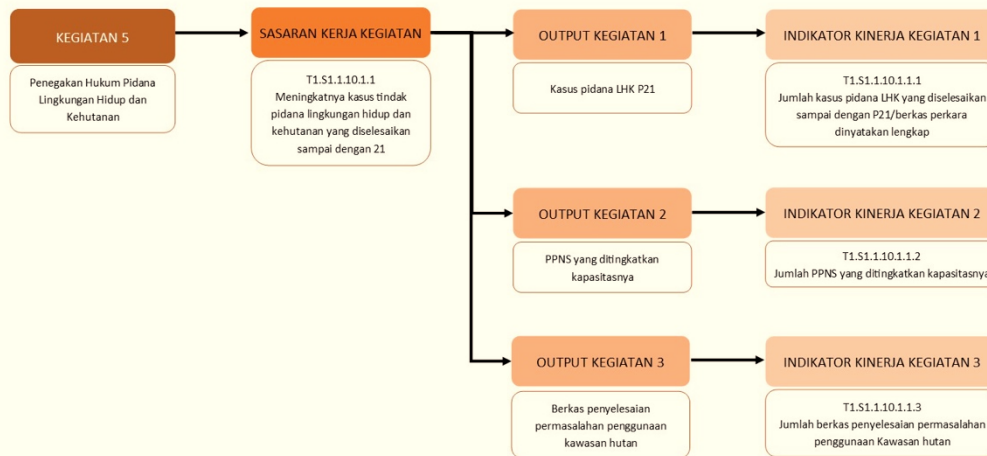 KEGIATAN 5
Penegakan Hukum Pidana
Lingkungan Hidup dan
Kehutanan
SASARAN KERJA KEGIATAN
T1.S1.1.10.1.1
Meningkatnya kasus tindak
pidana lingkungan hidup dan
kehutanan yang diselesaikan
sampai dengan 21
OUTPUT KEGIATAN 1
Kasus pidana LHK P21
INDIKATOR KINERJA KEGIATAN 1
T1.S1.1.10.1.1.1
Jumlah kasus pidana LHK yang diselesaikan
sampai dengan P21/berkas perkara
dinyatakan lengkap
OUTPUT KEGIATAN 2
PPNS yang ditingkatkan
kapasitasnya
INDIKATOR KINERJA KEGIATAN 2
T1.S1.1.10.1.1.2
Jumlah PPNS yang ditingkatkan kapasitasnya
OUTPUT KEGIATAN 3
Berkas penyelesaian
permasalahan penggunaan
kawasan hutan
INDIKATOR KINERJA KEGIATAN 3
T1.S1.1.10.1.1.3
Jumlah berkas penyelesaian permasalahan
penggunaan Kawasan hutan